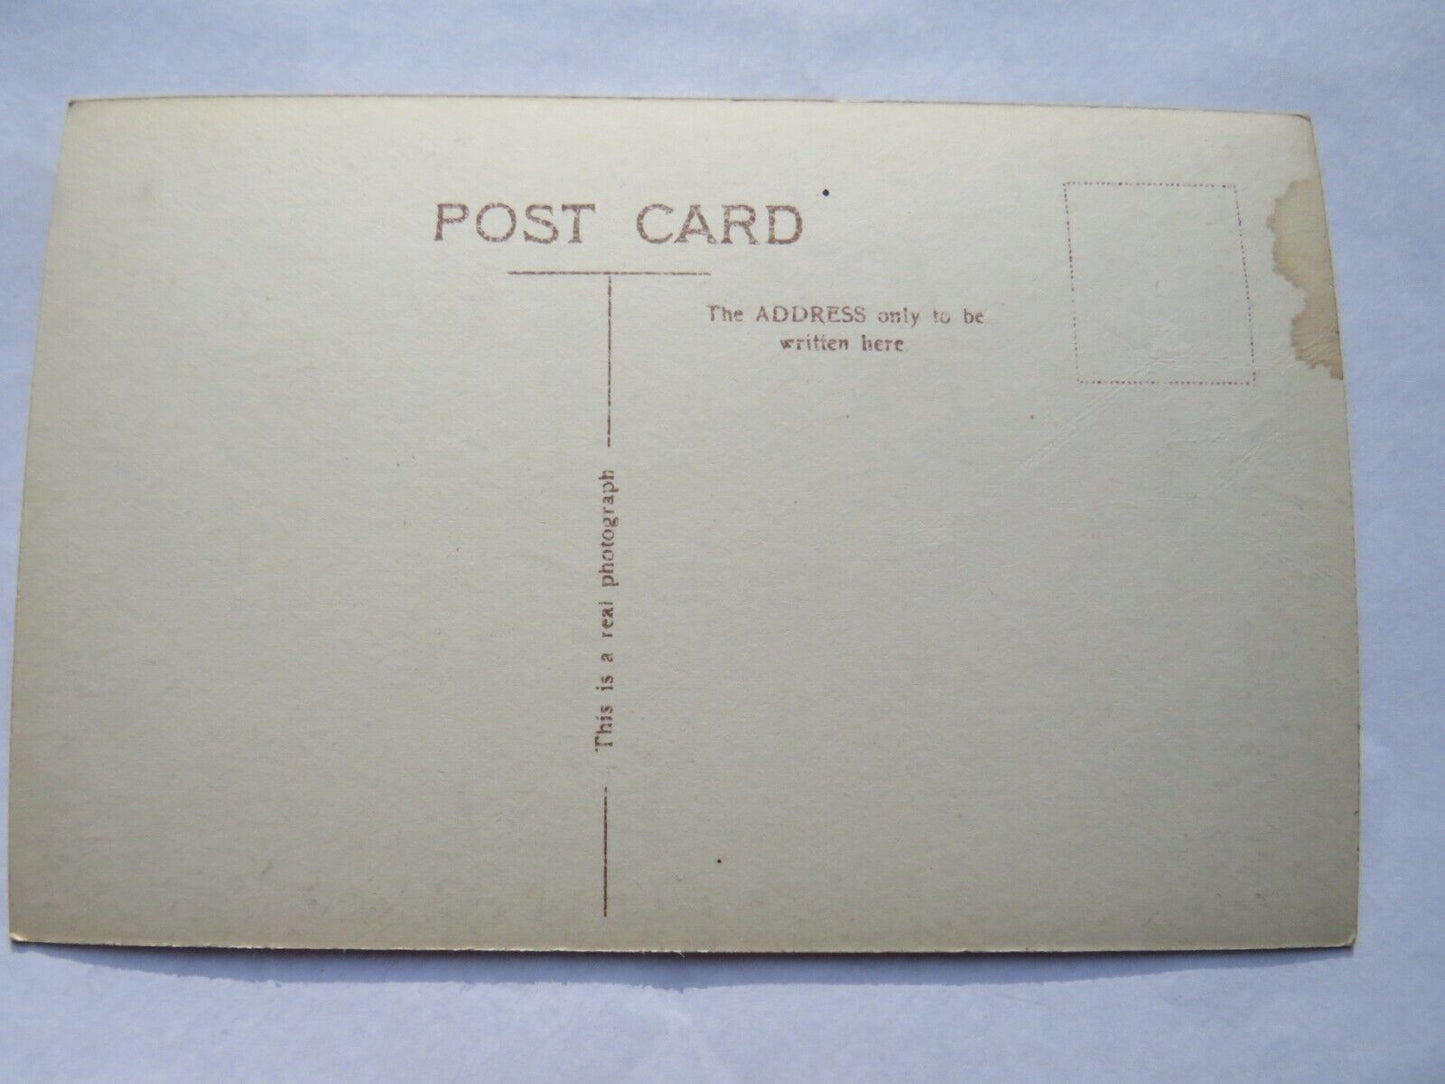 POST CARD
The ADDRESS only to be
written here
This is a real photograph